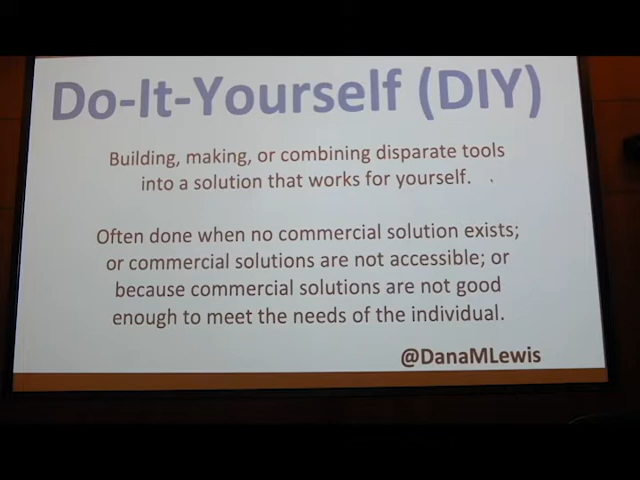 Do-It-Yourself (DIY)
Building, making, or combining disparate tools
into a solution that works for yourself.
Often done when no commercial solution exists;
or commercial solutions are not accessible; or
because commercial solutions are not good
enough to meet the needs of the individual.
@DanaMLewis